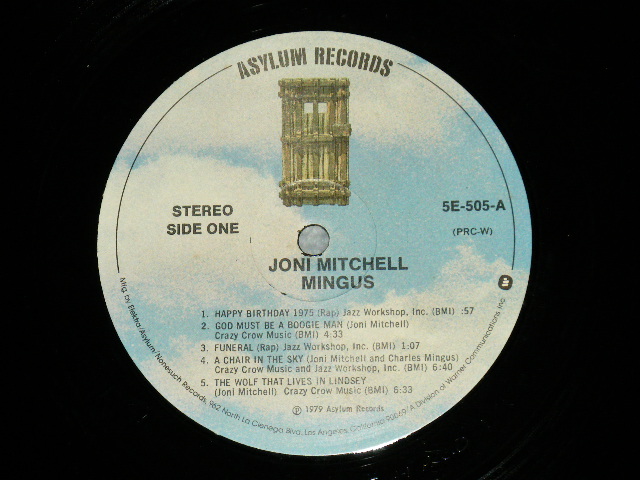 ASYLUM RECORDS
STEREO
SIDE ONE
5E-505-A
(PRC-W)
JONI MITCHELL
MINGUS
1. HAPPY BIRTHDAY 1975 (Rap) Jazz Workshop, Inc. (BMI) :57
2. GOD MUST BE A BOOGIE MAN (Joni Mitchell)
Crazy Crow Music (BMI) 4:33
3. FUNERAL (Rap) Jazz Workshop, Inc. (BMI) 1:07
4. A CHAIR IN THE SKY (Joni Mitchell and Charles Mingus)
Crazy Crow Music and Jazz Workshop, Inc. (BMI) 6:40
5. THE WOLF THAT LIVES IN LINDSEY
(Joni Mitchell) Crazy Crow Music (BMI) 6:33
℗ 1979 Asylum Records
Mfg. by Elektra/Asylum/Nonesuch Records, 962 North La Cienega Blvd., Los Angeles, California 90069/A Division of Warner Communications Inc.